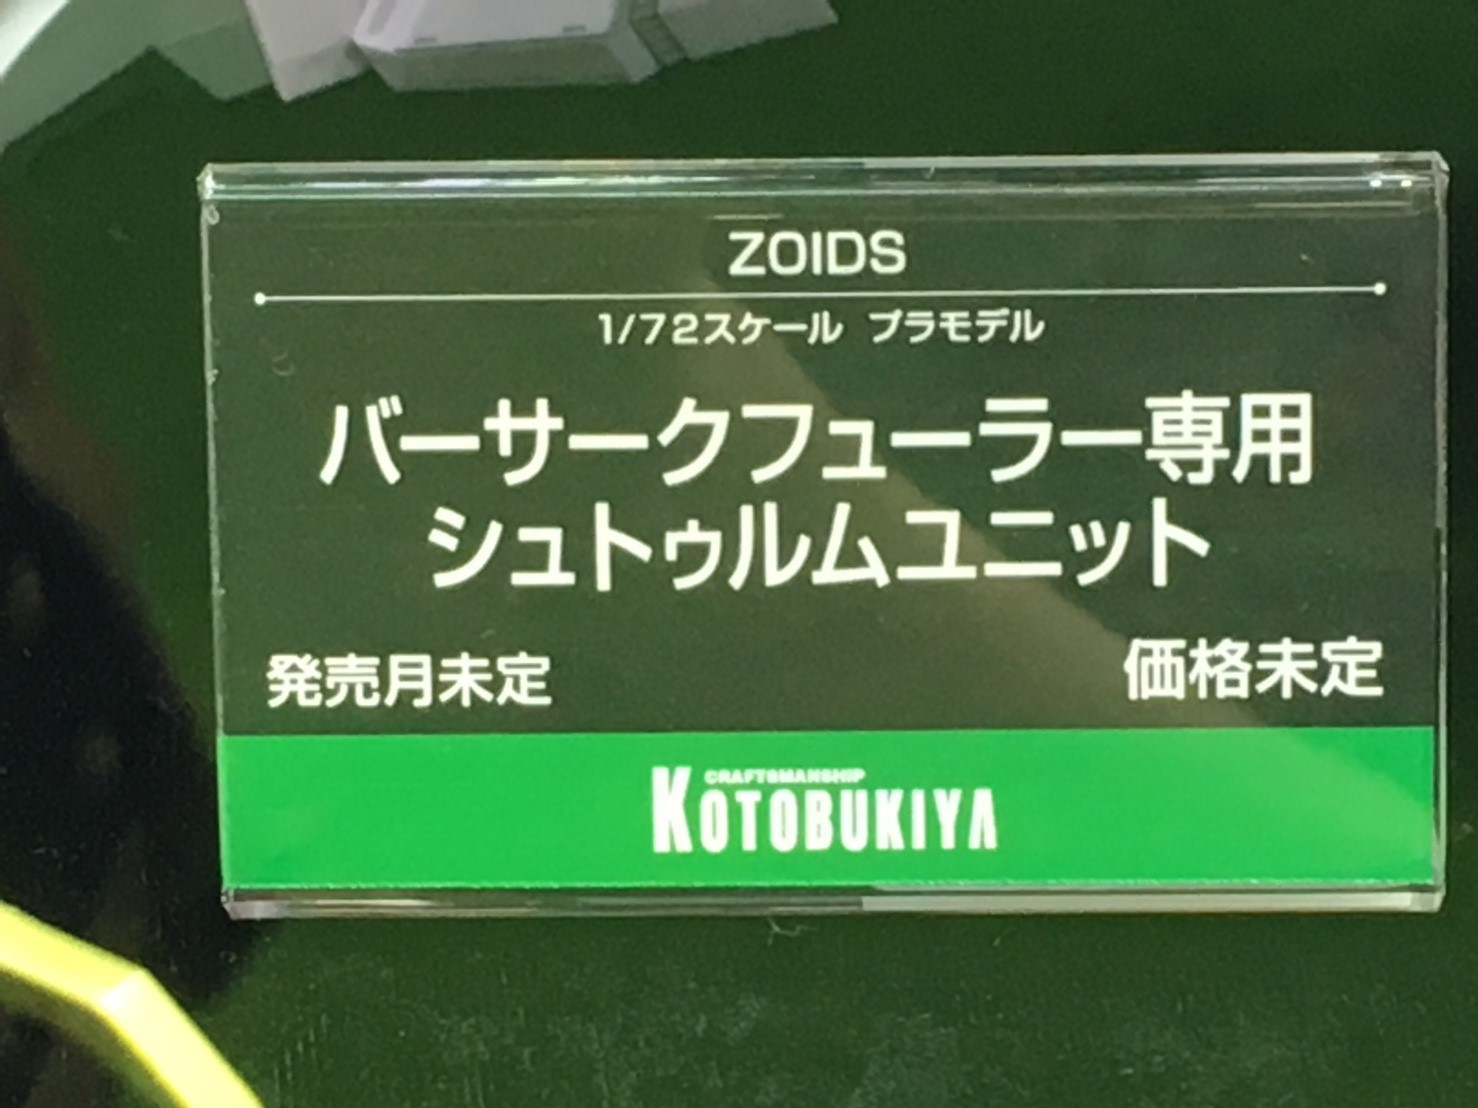 ZOIDS
1/72スケール プラモデル
バーサークフューラー専用
シュトゥルムユニット
発売月未定
価格未定
CRAFTSMANSHIP
KOTOBUKIYA